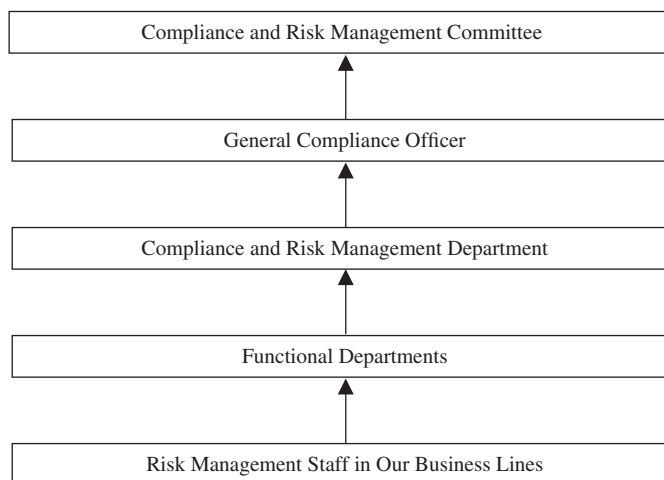 Compliance and Risk Management Committee
General Compliance Officer
Compliance and Risk Management Department
Functional Departments
Risk Management Staff in Our Business Lines